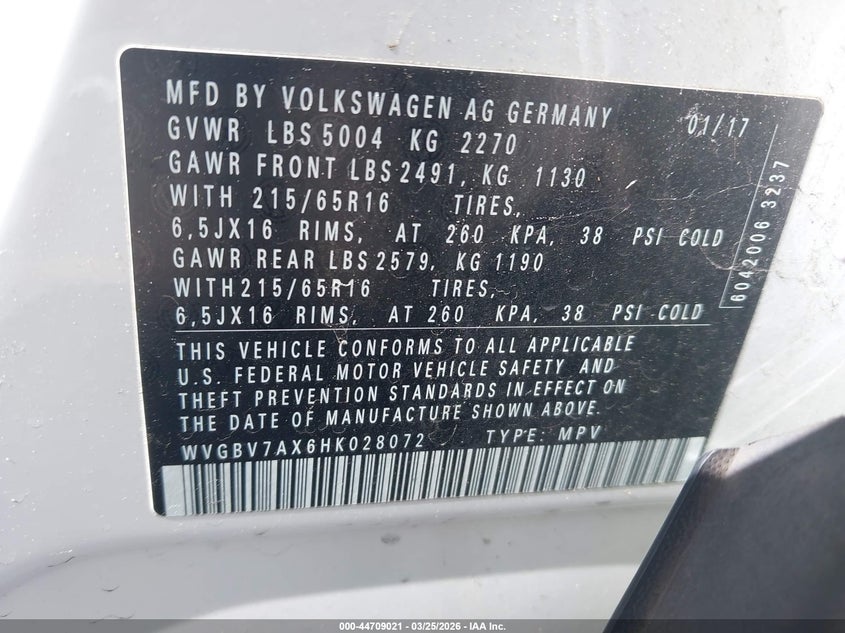 MFD BY VOLKSWAGEN AG GERMANY 01/17
GVWR LBS 5004 KG 2270
GAWR FRONT LBS 2491, KG 1130
WITH 215/65R16 TIRES,
6,5JX16 RIMS, AT 260 KPA, 38 PSI COLD
GAWR REAR LBS 2579, KG 1190
WITH 215/65R16 TIRES,
6,5JX16 RIMS, AT 260 KPA, 38 PSI COLD
6042006 3237
THIS VEHICLE CONFORMS TO ALL APPLICABLE
U.S. FEDERAL MOTOR VEHICLE SAFETY AND
THEFT PREVENTION STANDARDS IN EFFECT ON
THE DATE OF MANUFACTURE SHOWN ABOVE.
WVGBV7AX6HK028072 TYPE: MPV
000-44709021 | 03/25/2026 | IAA Inc.